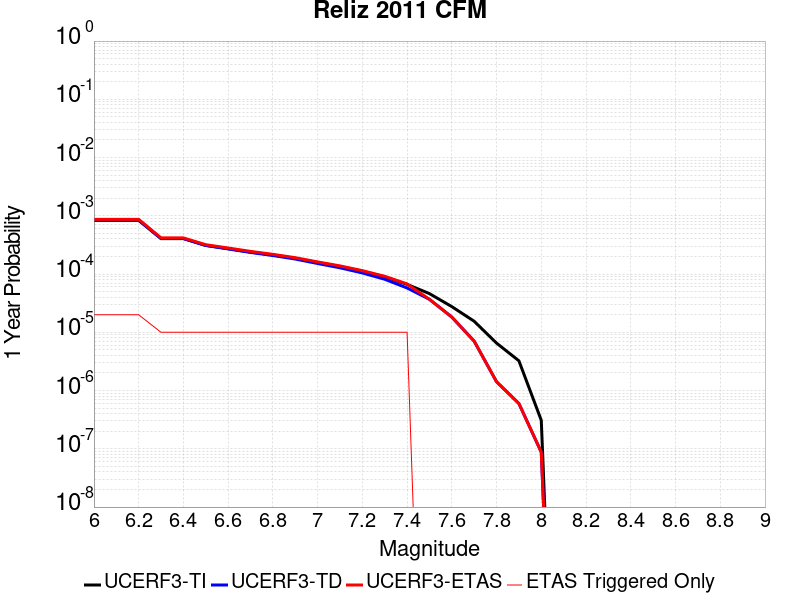 Reliz 2011 CFM
10^0
10^-1
10^-2
10^-3
10^-4
10^-5
10^-6
10^-7
10^-8
1 Year Probability
6 6.2 6.4 6.6 6.8 7 7.2 7.4 7.6 7.8 8 8.2 8.4 8.6 8.8 9
Magnitude
UCERF3-TI UCERF3-TD UCERF3-ETAS ETAS Triggered Only